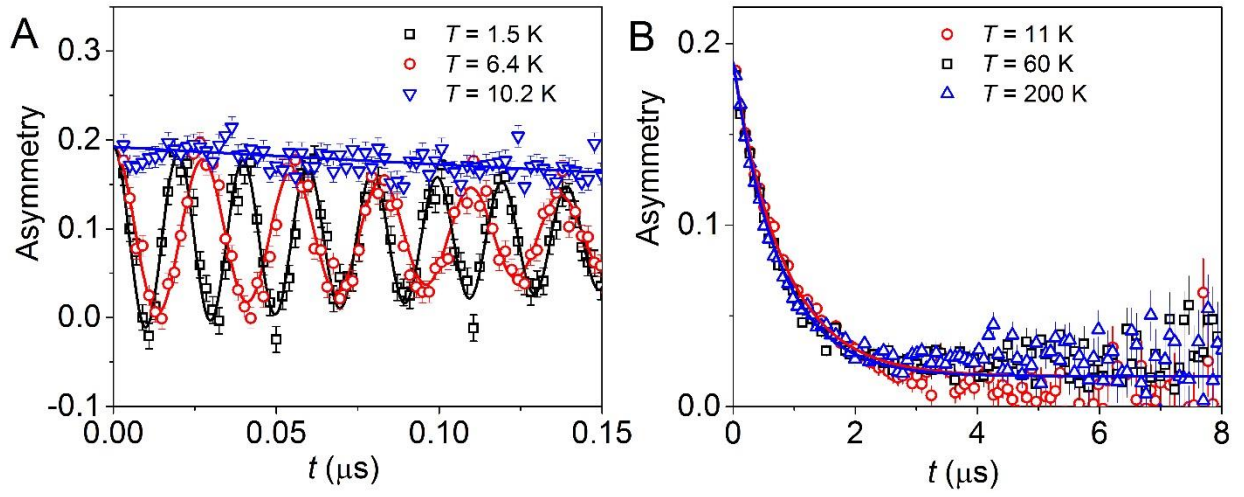 A
T = 1.5 K
T = 6.4 K
T = 10.2 K
0.3
0.2
0.1
0.0
-0.1
Asymmetry
0.00
0.05
0.10
0.15
t (μs)
B
T = 11 K
T = 60 K
T = 200 K
0.2
0.1
0.0
Asymmetry
0
2
4
6
8
t (μs)